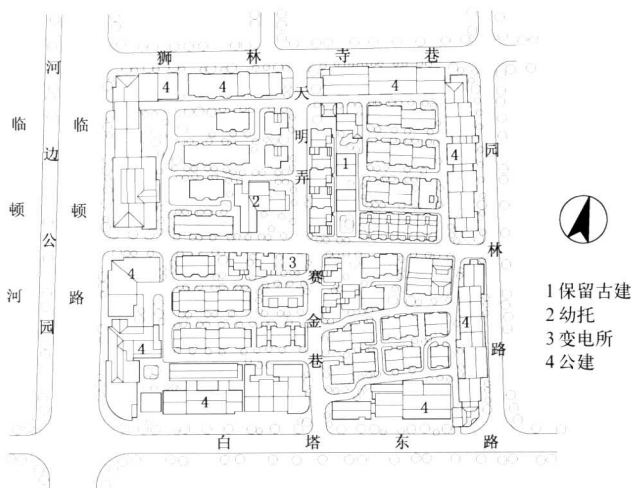 狮林寺巷
河边公园
临顿河
临顿路
天明弄
赛金巷
园林路
白塔东路
4
4
4
4
1
2
3
4
4
4
4
4
1 保留古建
2 幼托
3 变电所
4 公建